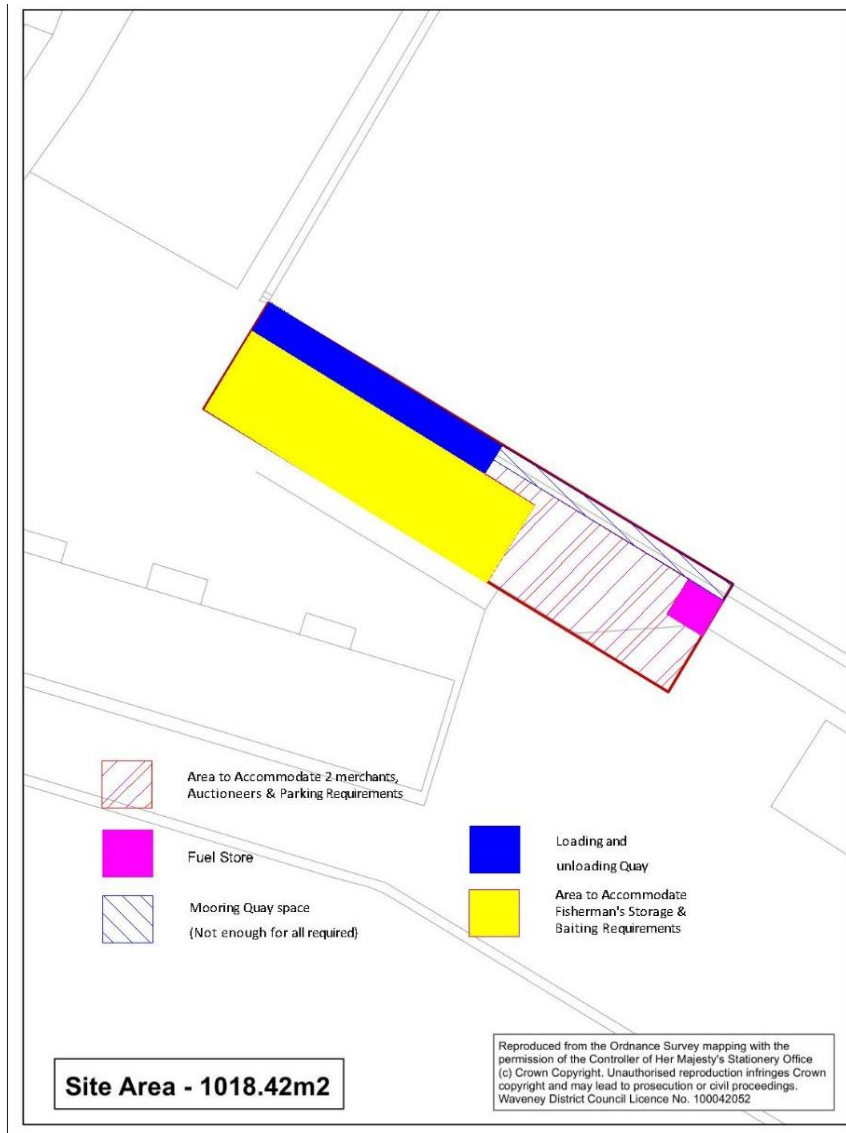 Area to Accommodate 2 merchants,
Auctioneers & Parking Requirements
Fuel Store
Mooring Quay space
(Not enough for all required)
Loading and
unloading Quay
Area to Accommodate
Fisherman's Storage &
Baiting Requirements
Site Area - 1018.42m2
Reproduced from the Ordnance Survey mapping with the
permission of the Controller of Her Majesty's Stationery Office
(c) Crown Copyright. Unauthorised reproduction infringes Crown
copyright and may lead to prosecution or civil proceedings.
Waveney District Council Licence No. 100042052